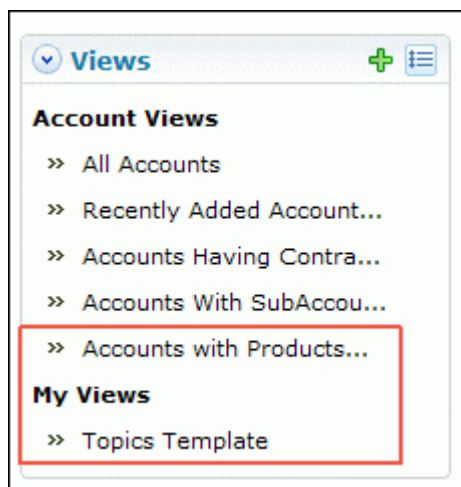 Views
Account Views
» All Accounts
» Recently Added Account...
» Accounts Having Contra...
» Accounts With SubAccou...
» Accounts with Products...
My Views
» Topics Template